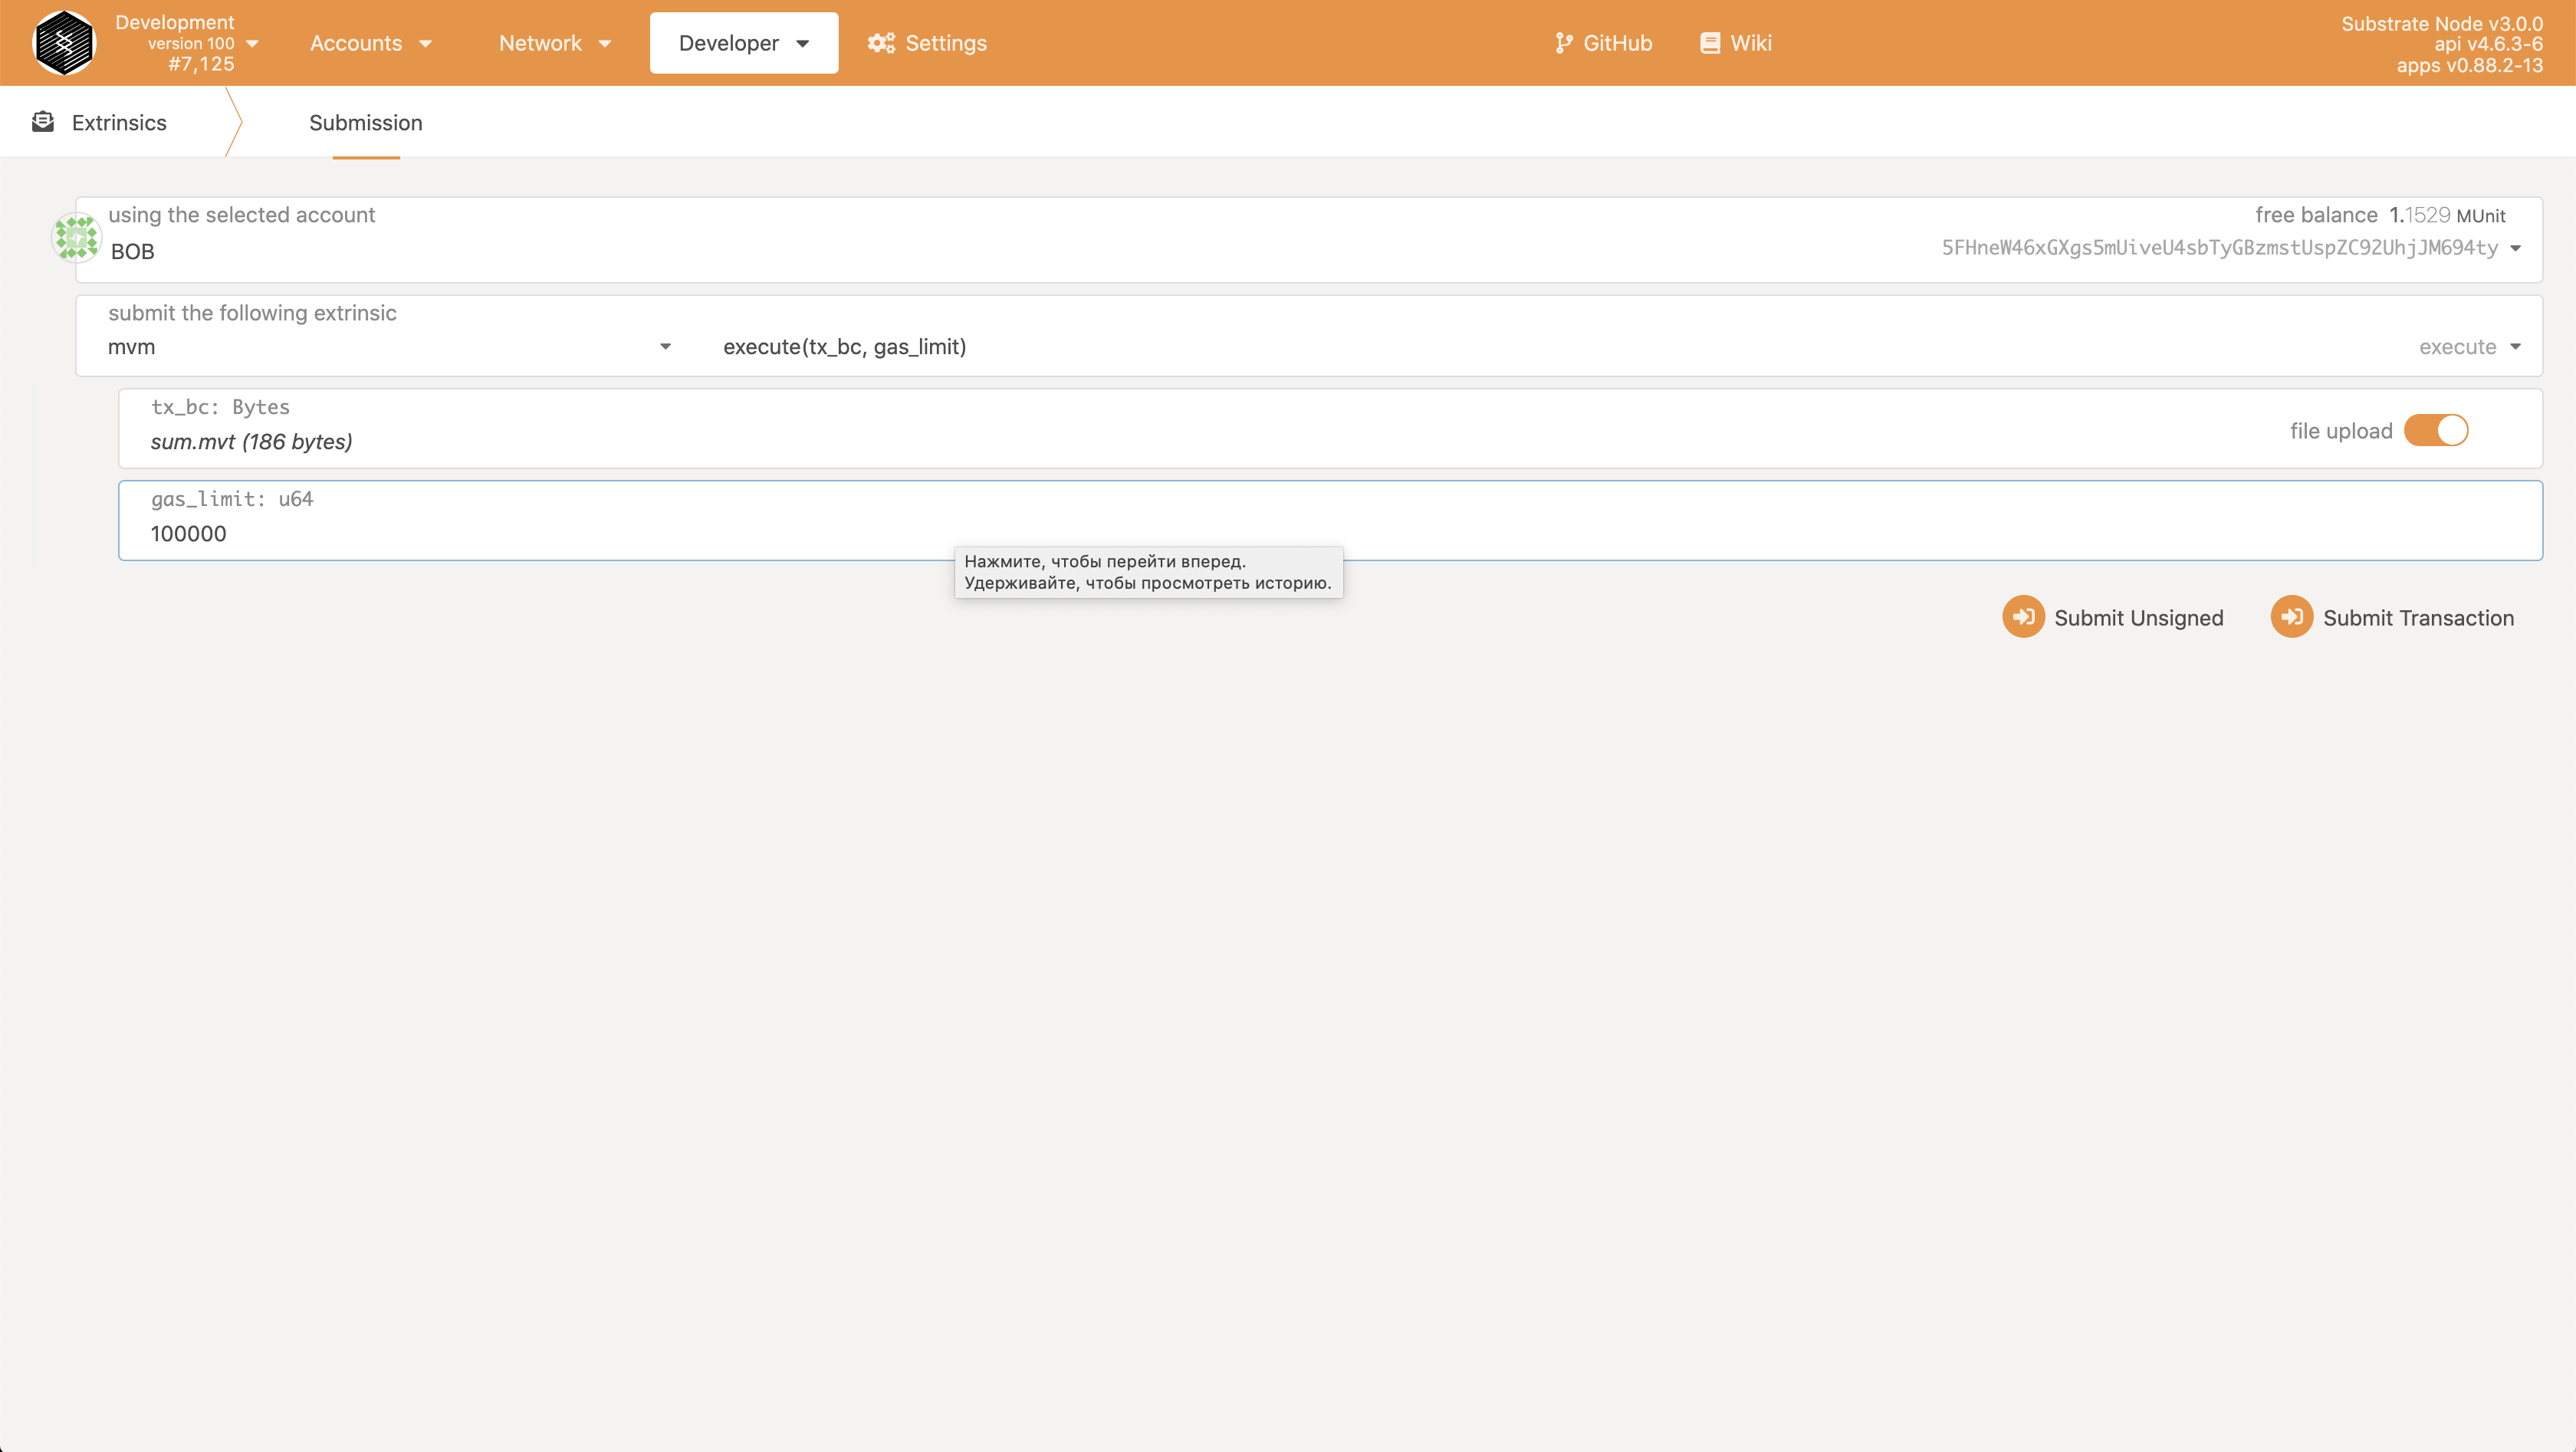 Development
version 100
#7,125
Accounts
Network
Developer
Settings
GitHub
Wiki
Substrate Node v3.0.0
api v4.6.3-6
apps v0.88.2-13
Extrinsics
Submission
using the selected account
BOB
free balance 1.1529 MUnit
5FHneW46xGXgs5mUiveU4sbTyGBzmstUspZC92UhjJM694ty
submit the following extrinsic
mvm
execute(tx_bc, gas_limit)
execute
tx_bc: Bytes
sum.mvt (186 bytes)
file upload
gas_limit: u64
100000
Нажмите, чтобы перейти вперед.
Удерживайте, чтобы просмотреть историю.
Submit Unsigned
Submit Transaction